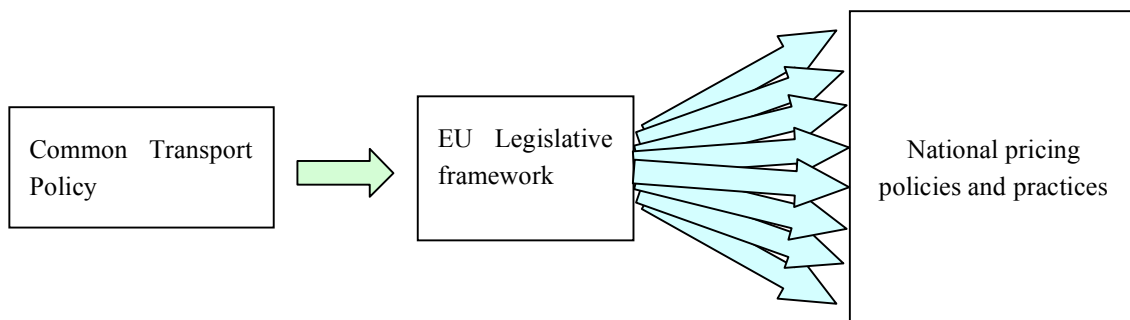 Common Transport
Policy
EU Legislative
framework
National pricing
policies and practices